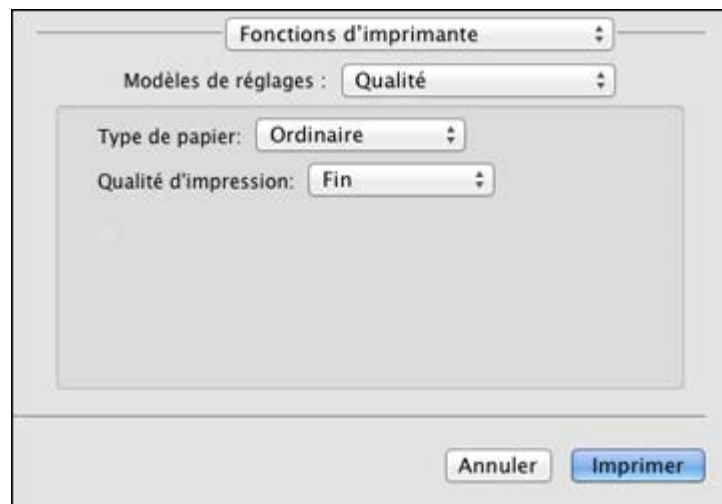 Fonctions d'imprimante
Modèles de réglages : Qualité
Type de papier: Ordinaire
Qualité d'impression: Fin
Annuler Imprimer